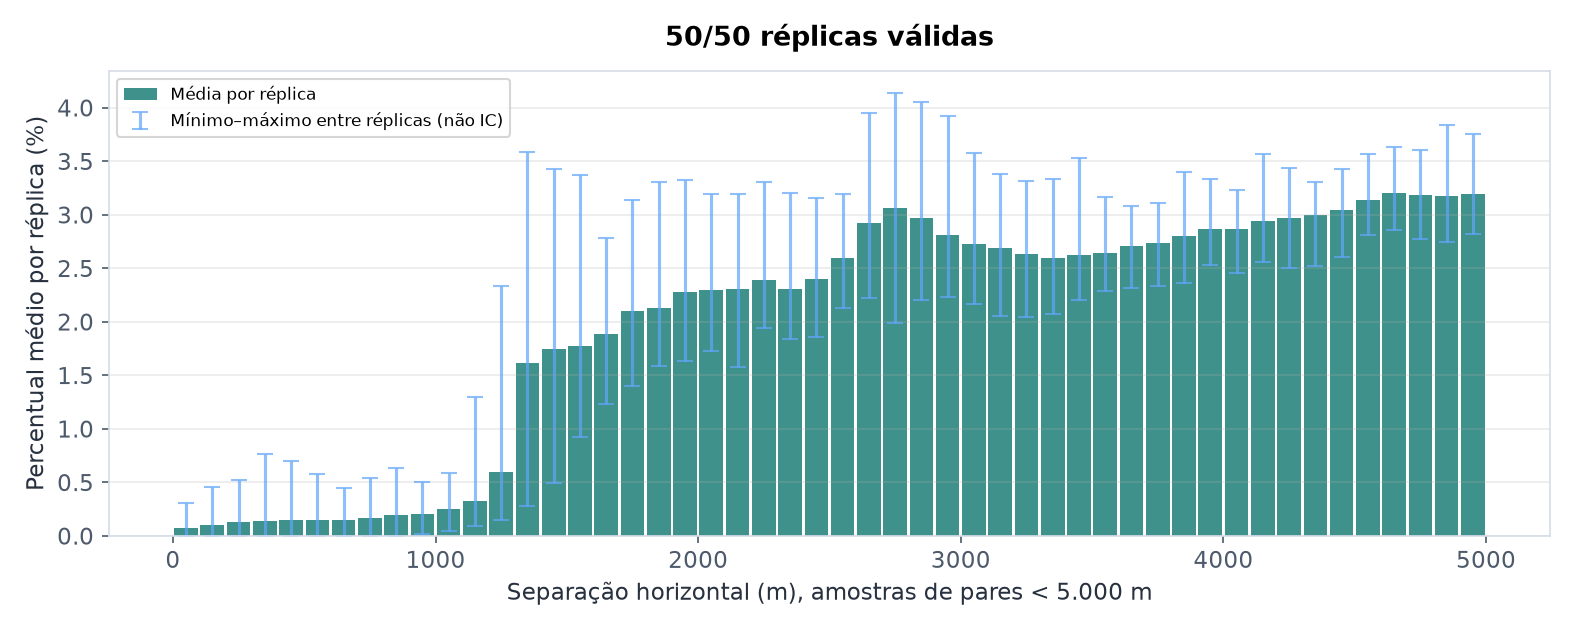 50/50 réplicas válidas
Média por réplica
Mínimo–máximo entre réplicas (não IC)
Percentual médio por réplica (%)
4.0
3.5
3.0
2.5
2.0
1.5
1.0
0.5
0.0
0 1000 2000 3000 4000 5000
Separação horizontal (m), amostras de pares < 5.000 m